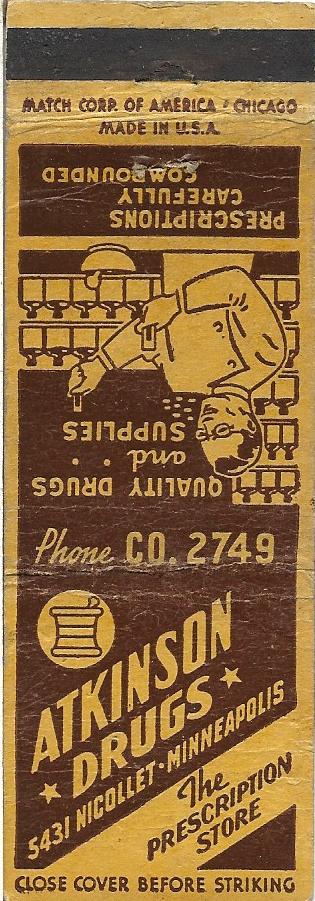 MATCH CORP. OF AMERICA / CHICAGO
MADE IN U.S.A.
PRESCRIPTIONS
CAREFULLY
COMPOUNDED
QUALITY DRUGS
and
SUPPLIES
Phone CO. 2749
ATKINSON
DRUGS
5431 NICOLLET • MINNEAPOLIS
The
PRESCRIPTION
STORE
CLOSE COVER BEFORE STRIKING